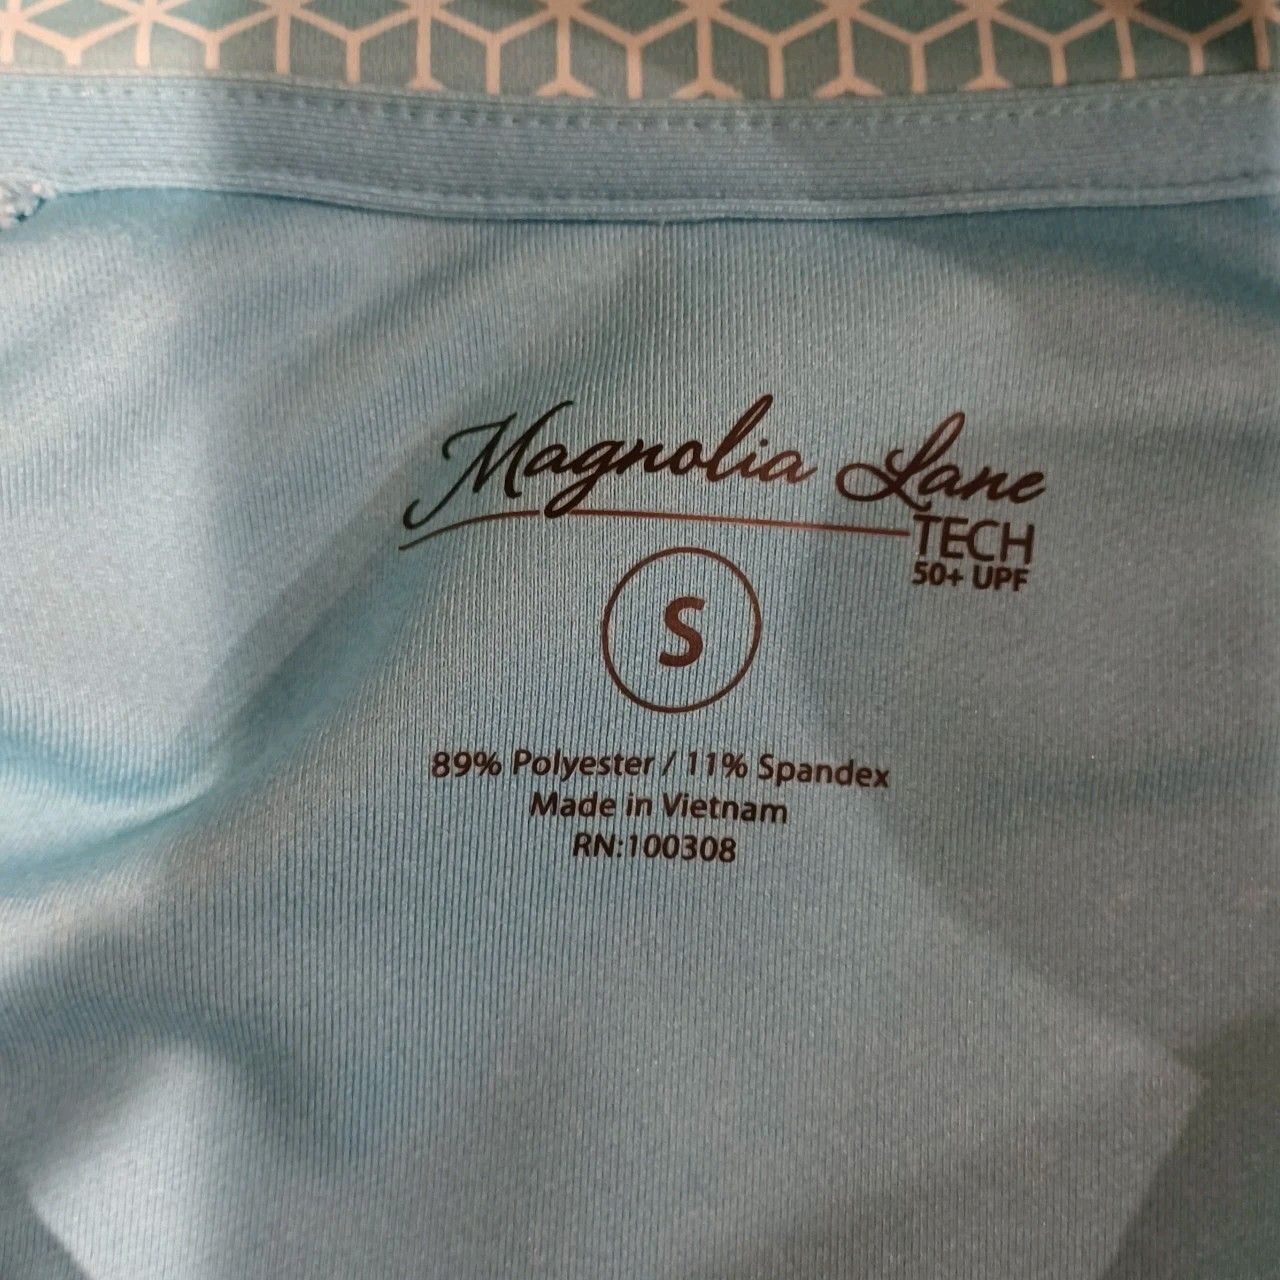 Magnolia Lane
TECH
50+ UPF
S
89% Polyester / 11% Spandex
Made in Vietnam
RN:100308